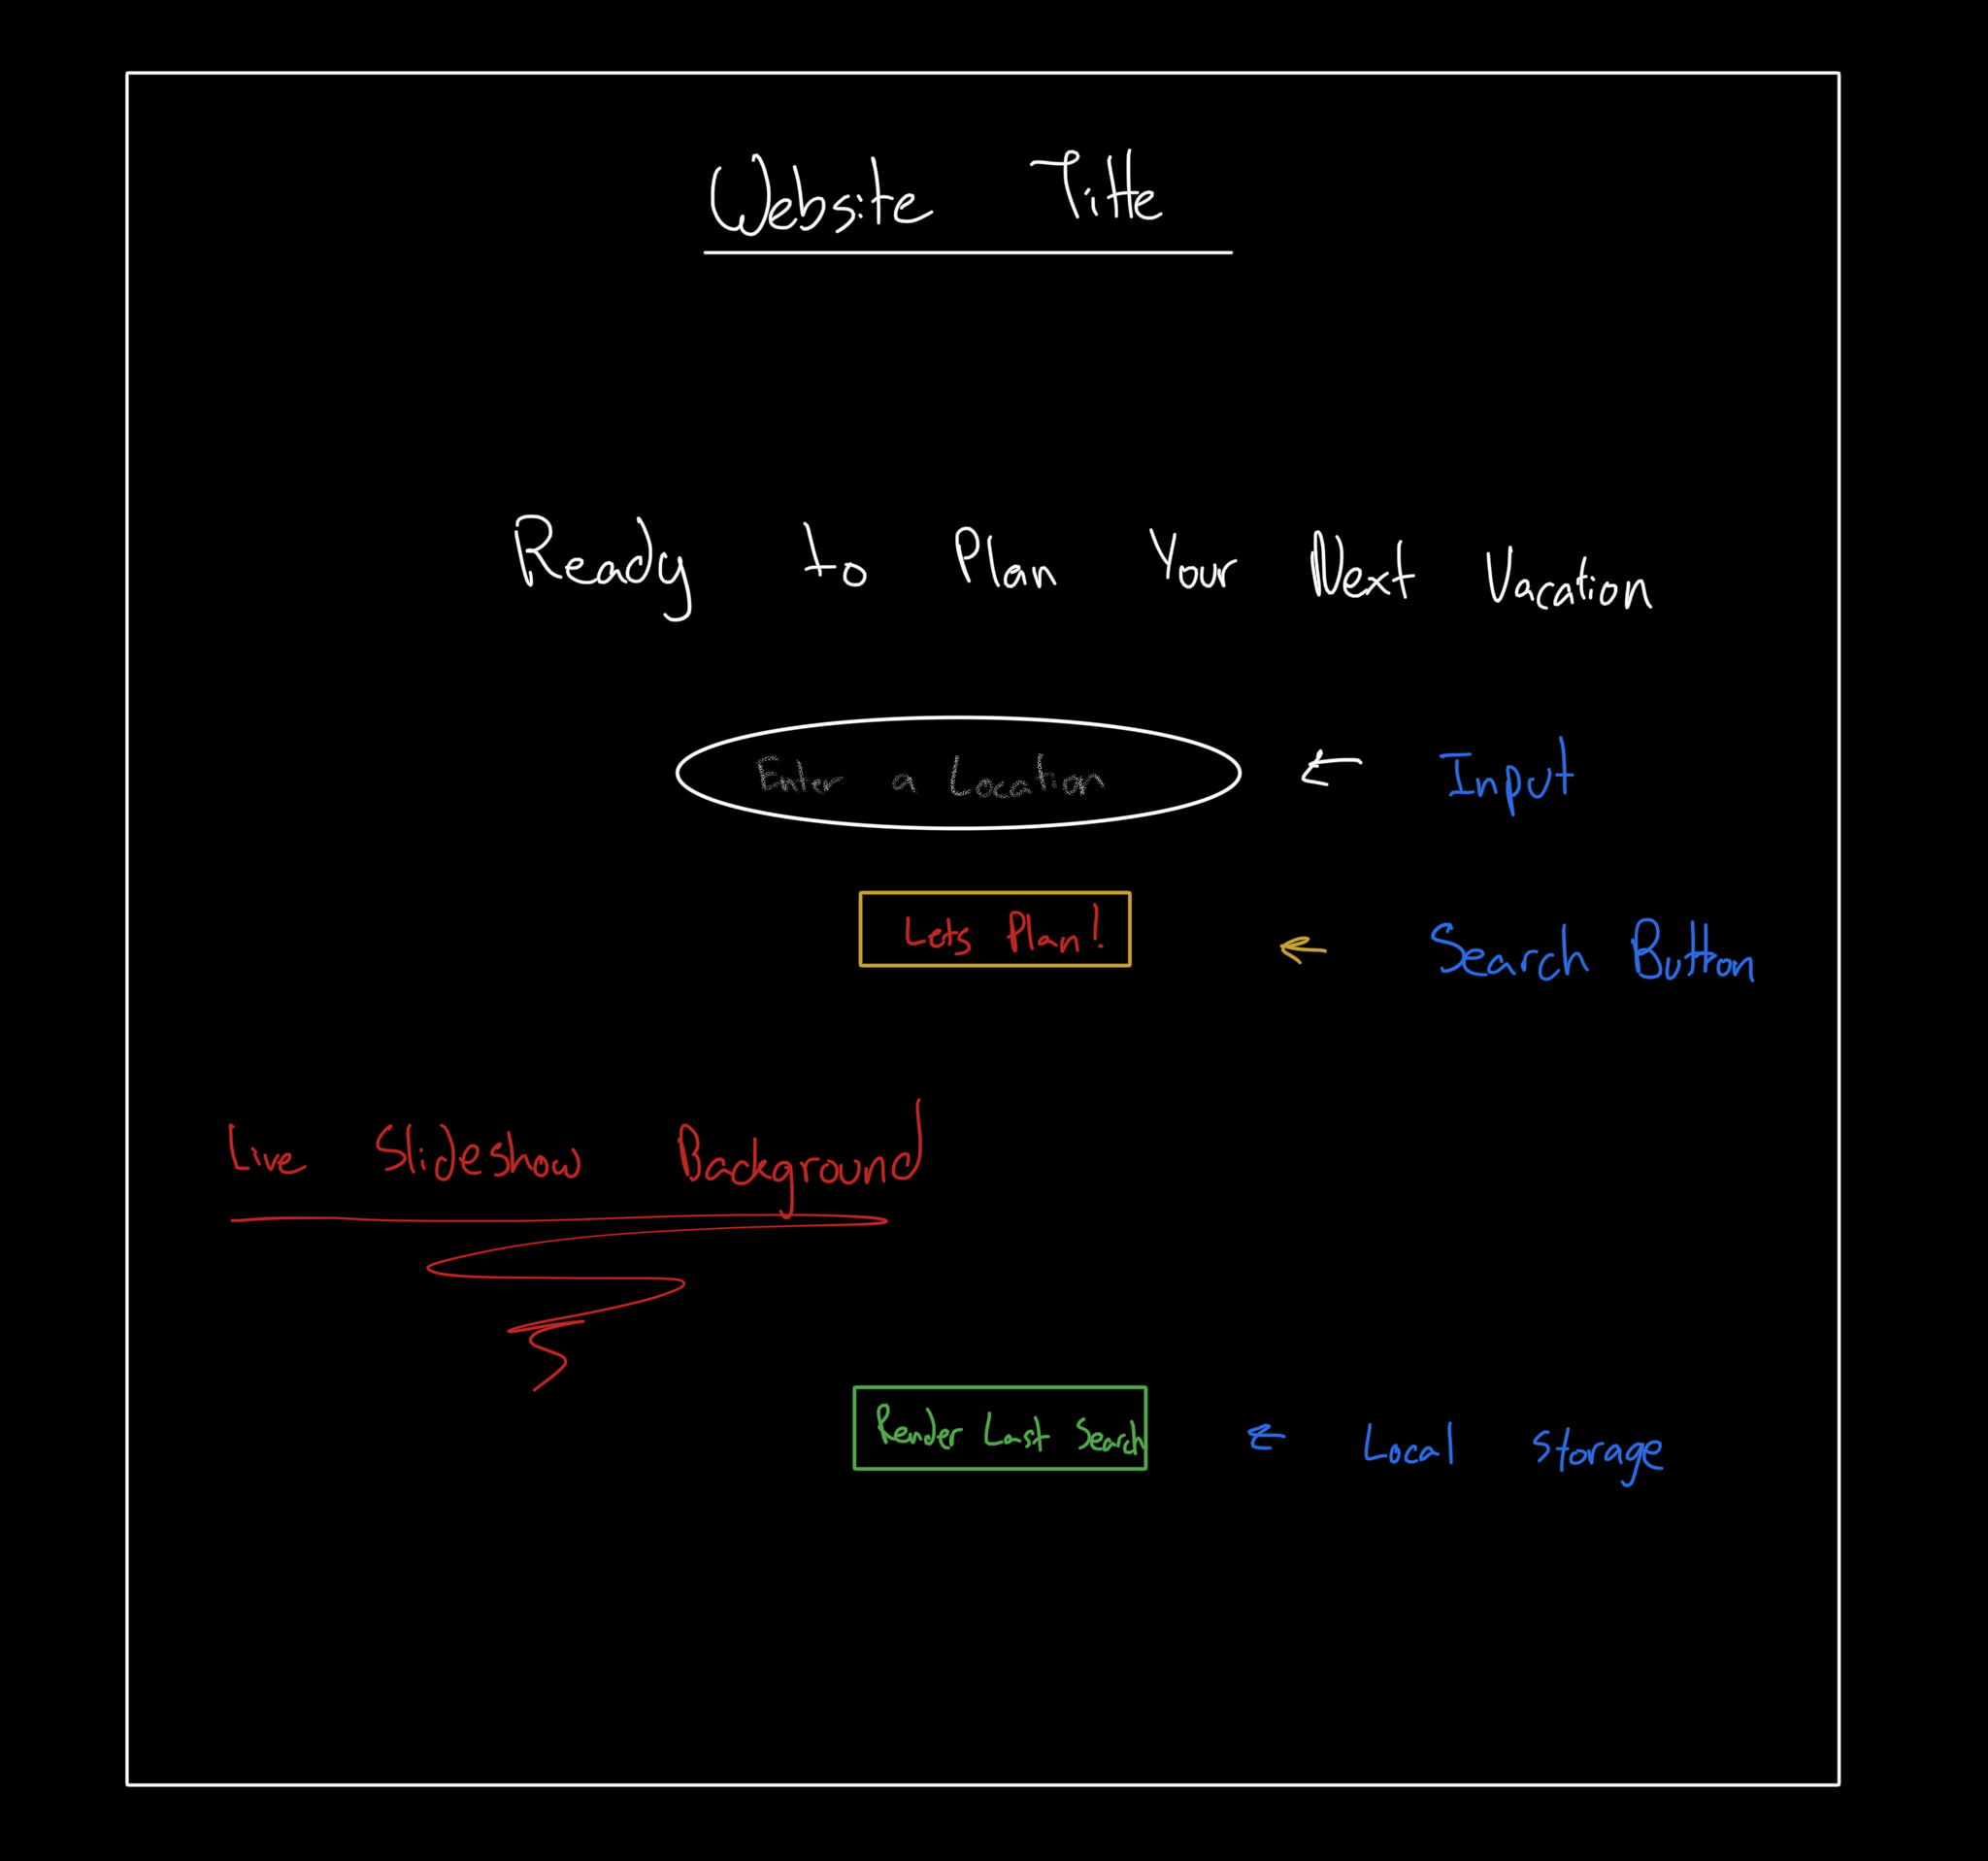 Website Title
Ready to Plan Your Next Vacation
Enter a Location
Input
Lets Plan!
Search Button
Live Slideshow Background
Render Last Search
Local Storage